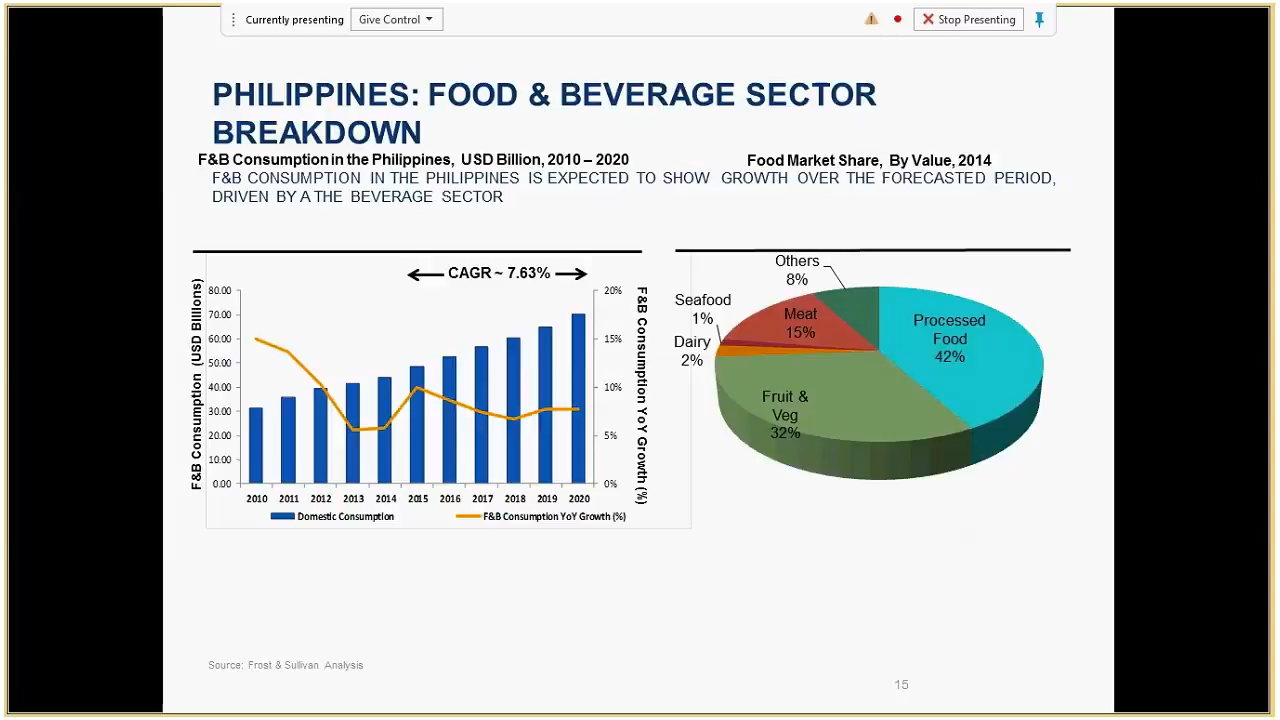 Currently presenting
Give Control
Stop Presenting
PHILIPPINES: FOOD & BEVERAGE SECTOR
BREAKDOWN
F&B Consumption in the Philippines, USD Billion, 2010 – 2020
Food Market Share, By Value, 2014
F&B CONSUMPTION IN THE PHILIPPINES IS EXPECTED TO SHOW GROWTH OVER THE FORECASTED PERIOD,
DRIVEN BY A THE BEVERAGE SECTOR
CAGR ~ 7.63%
F&B Consumption (USD Billions)
80.00
70.00
60.00
50.00
40.00
30.00
20.00
10.00
0.00
20%
15%
10%
5%
0%
F&B Consumption YoY Growth (%)
2010 2011 2012 2013 2014 2015 2016 2017 2018 2019 2020
Domestic Consumption
F&B Consumption YoY Growth (%)
Others
8%
Seafood
1%
Meat
15%
Dairy
2%
Processed
Food
42%
Fruit &
Veg
32%
Source: Frost & Sullivan Analysis
15